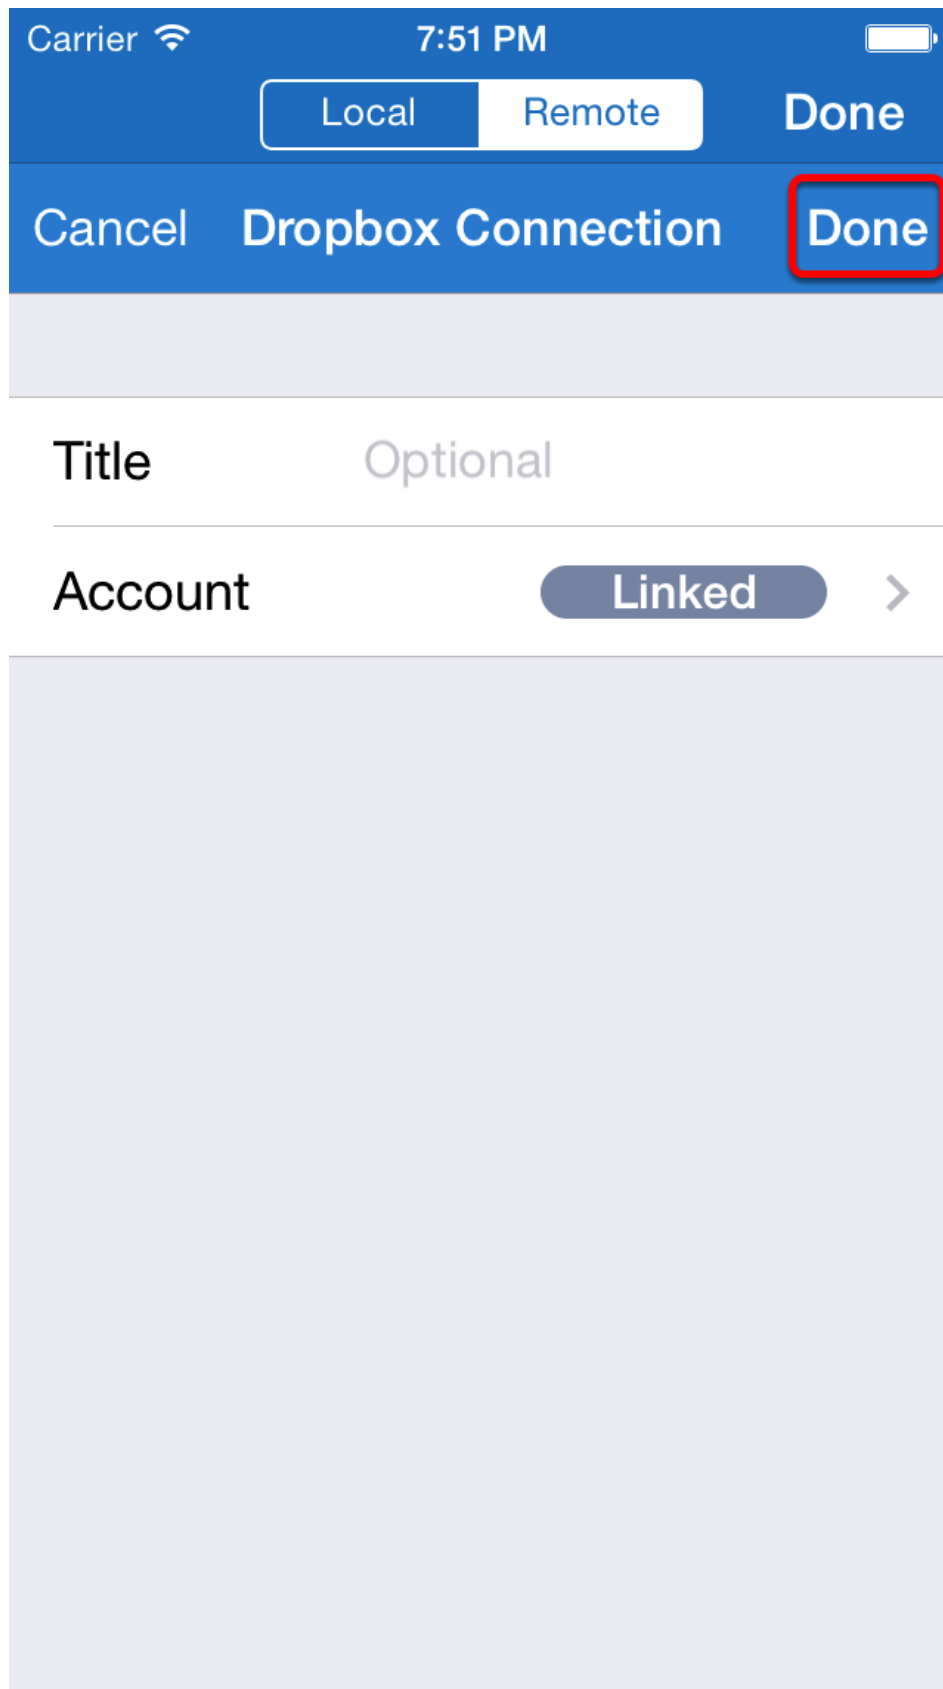 Carrier 7:51 PM
Local Remote Done
Cancel Dropbox Connection Done
Title Optional
Account Linked